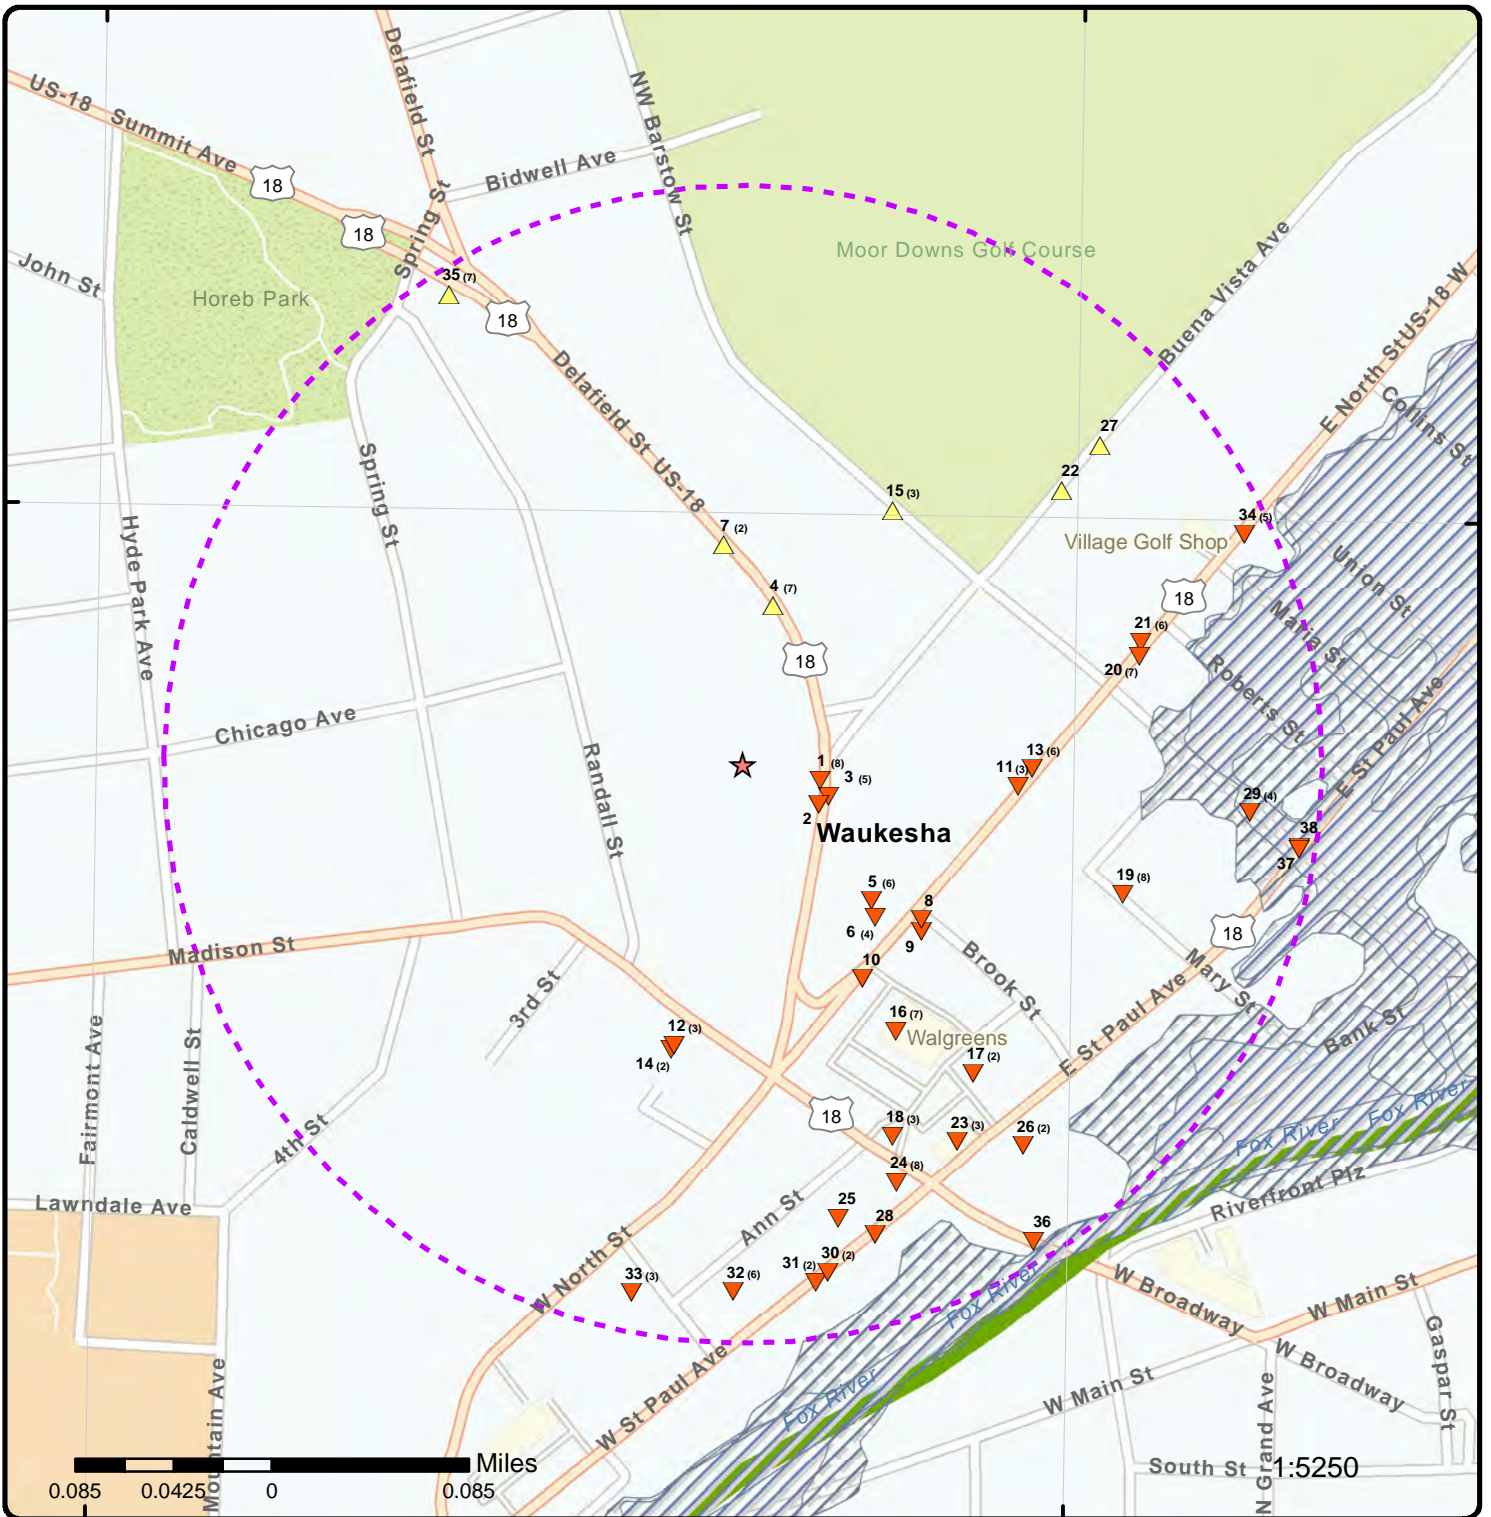 Delafield St
NW Barstow St
US-18 Summit Ave
18
Bidwell Ave
18
Spring St
Moor Downs Golf Course
Buena Vista Ave
John St
Horeb Park
35 (7)
18
E North St US-18 W
Delafield St US-18
Collins St
27
22
Spring St
15 (3)
34 (5)
7 (2)
Village Golf Shop
Union St
Hyde Park Ave
4 (7)
18
Maria St
21 (6)
18
20 (7)
Roberts St
Chicago Ave
E St Paul Ave
Randall St
1 (8)
3 (5)
2
13 (6)
11 (3)
29 (4)
Waukesha
38
37
5 (6)
19 (8)
8
6 (4)
9
18
Madison St
10
Brook St
Mary St
3rd St
16 (7)
Walgreens
12 (3)
14 (2)
17 (2)
E St Paul Ave
Bank St
Fairmont Ave
Caldwell St
18
18 (3)
23 (3)
26 (2)
Fox River
Fox River
4th St
24 (8)
Riverfront Plz
Lawndale Ave
25
28
Ann St
36
W North St
31 (2)
30 (2)
33 (3)
32 (6)
Fox River
W Broadway
W Main St
W Broadway
Gaspar St
Fox River
W Main St
W St Paul Ave
Mountain Ave
N Grand Ave
South St
1:5250
Miles
0.085 0.0425 0 0.085